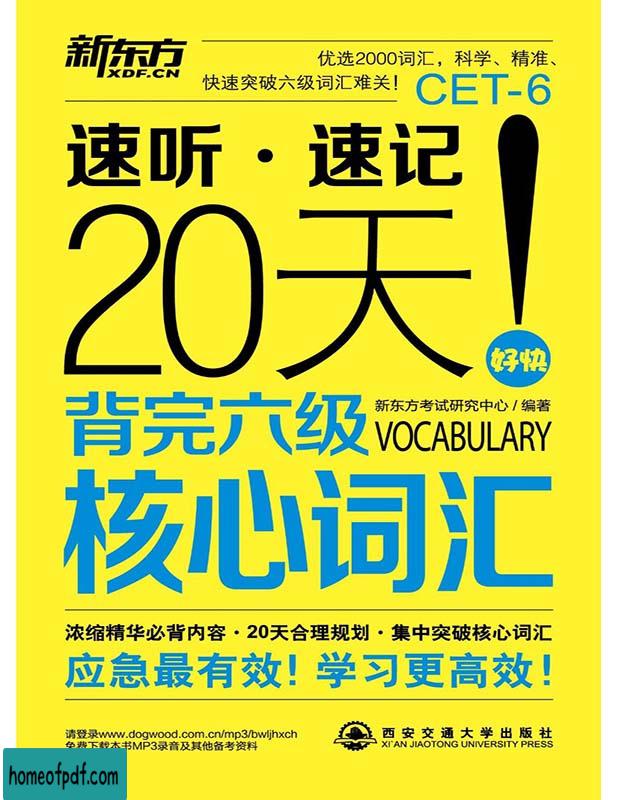 新东方
XDF.CN
优选2000词汇，科学、精准、
快速突破六级词汇难关！
CET-6
速听·速记
20天！
好快
背完六级
新东方考试研究中心/编著
VOCABULARY
核心词汇
浓缩精华必背内容·20天合理规划·集中突破核心词汇
应急最有效！学习更高效！
请登录www.dogwood.com.cn/mp3/bwljhxch
免费下载本书MP3录音及其他备考资料
西安交通大学出版社
XI'AN JIAOTONG UNIVERSITY PRESS
homeofpdf.com